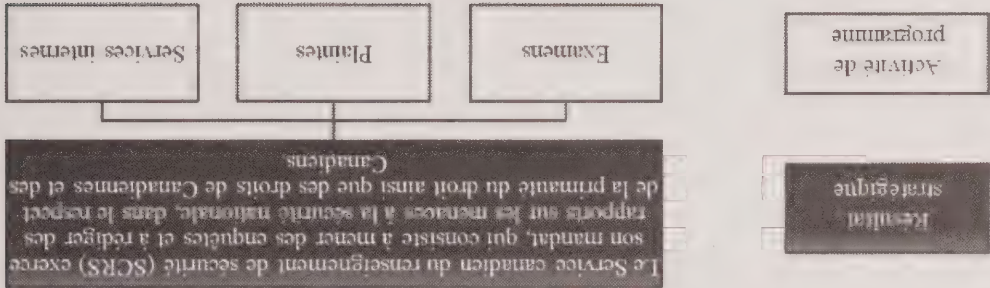 Résultat
stratégique
Le Service canadien du renseignement de sécurité (SCRS) exerce
son mandat, qui consiste à mener des enquêtes et à rédiger des
rapports sur les menaces à la sécurité nationale, dans le respect
de la primauté du droit ainsi que des droits de Canadiennes et des
Canadiens
Activité de
programme
Examens
Plaintes
Services internes